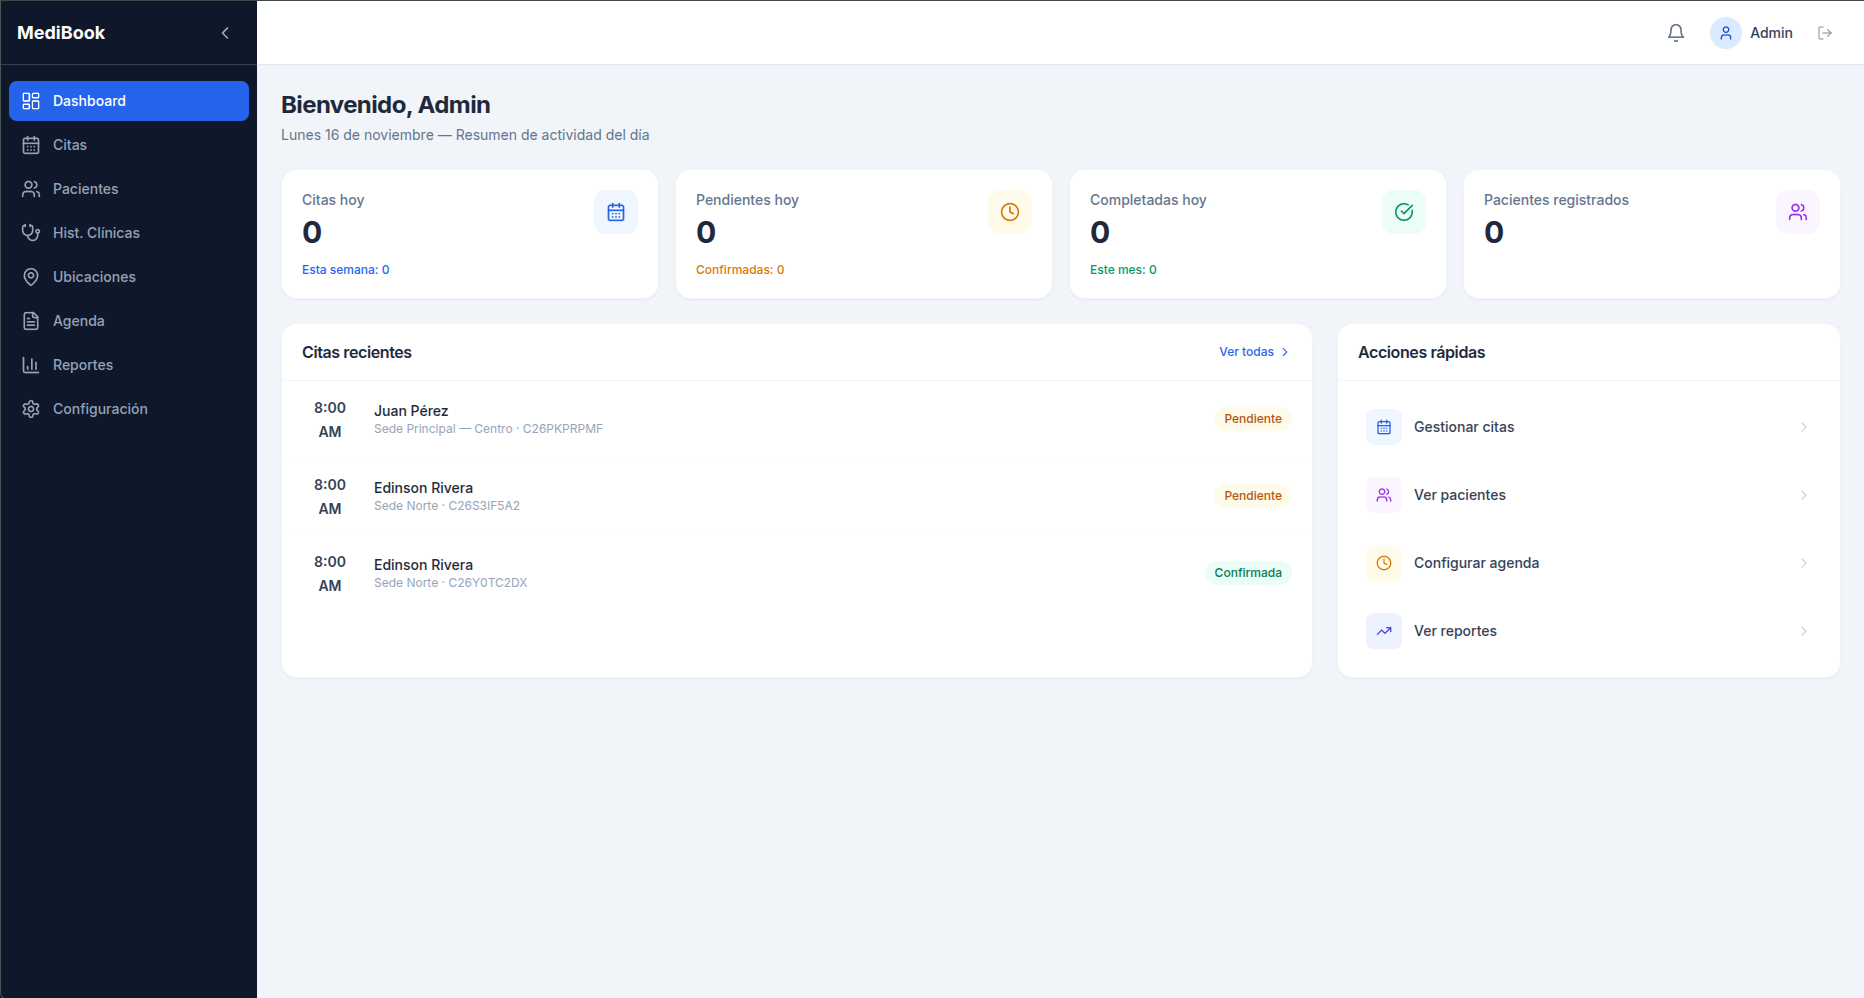 MediBook
Admin
Dashboard
Citas
Pacientes
Hist. Clínicas
Ubicaciones
Agenda
Reportes
Configuración
Bienvenido, Admin
Lunes 16 de noviembre — Resumen de actividad del día
Citas hoy
0
Esta semana: 0
Pendientes hoy
0
Confirmadas: 0
Completadas hoy
0
Este mes: 0
Pacientes registrados
0
Citas recientes
Ver todas
8:00
AM
Juan Pérez
Sede Principal — Centro · C26PKPRPMF
Pendiente
8:00
AM
Edinson Rivera
Sede Norte · C26S3IF5A2
Pendiente
8:00
AM
Edinson Rivera
Sede Norte · C26Y0TC2DX
Confirmada
Acciones rápidas
Gestionar citas
Ver pacientes
Configurar agenda
Ver reportes